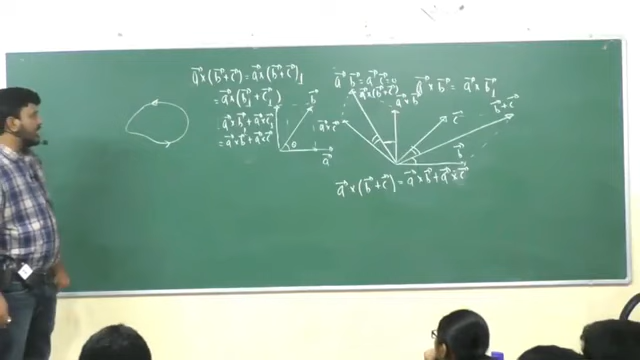 a⃗×(b⃗+c⃗) = a⃗×(b⃗+c⃗)⊥
= a⃗×(b⃗⊥+c⃗⊥)
= a⃗×b⃗⊥+a⃗×c⃗⊥
= a⃗×b⃗+a⃗×c⃗
b⃗
θ
a⃗
a⃗·b⃗ = a⃗·c⃗ = 0
a⃗×(b⃗+c⃗)
a⃗×b⃗
a⃗×c⃗
a⃗×b⃗ = a⃗×b⃗⊥
c⃗
b⃗+c⃗
b⃗
a⃗×(b⃗+c⃗) = a⃗×b⃗+a⃗×c⃗